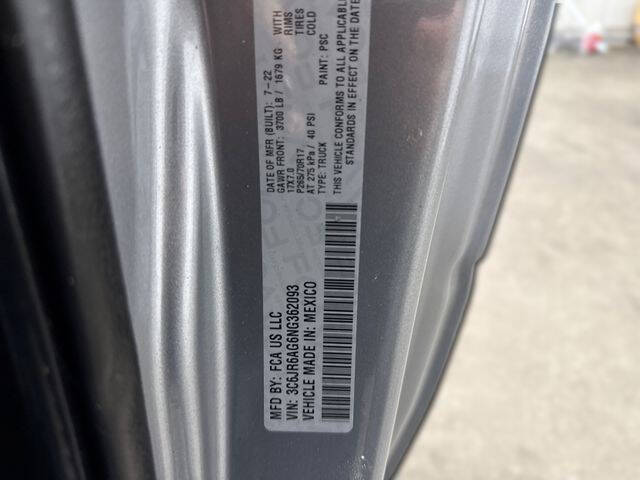 MFD BY: FCA US LLC
VIN: 3C6JR6AG6NG362093
VEHICLE MADE IN: MEXICO
DATE OF MFR (BUILT): 7-22
GAWR FRONT: 3700 LB / 1679 KG WITH
17X7.0 RIMS
P265/70R17 TIRES
AT 275 kPa / 40 PSI COLD
TYPE: TRUCK PAINT: PSC
THIS VEHICLE CONFORMS TO ALL APPLICABLE
STANDARDS IN EFFECT ON THE DATE